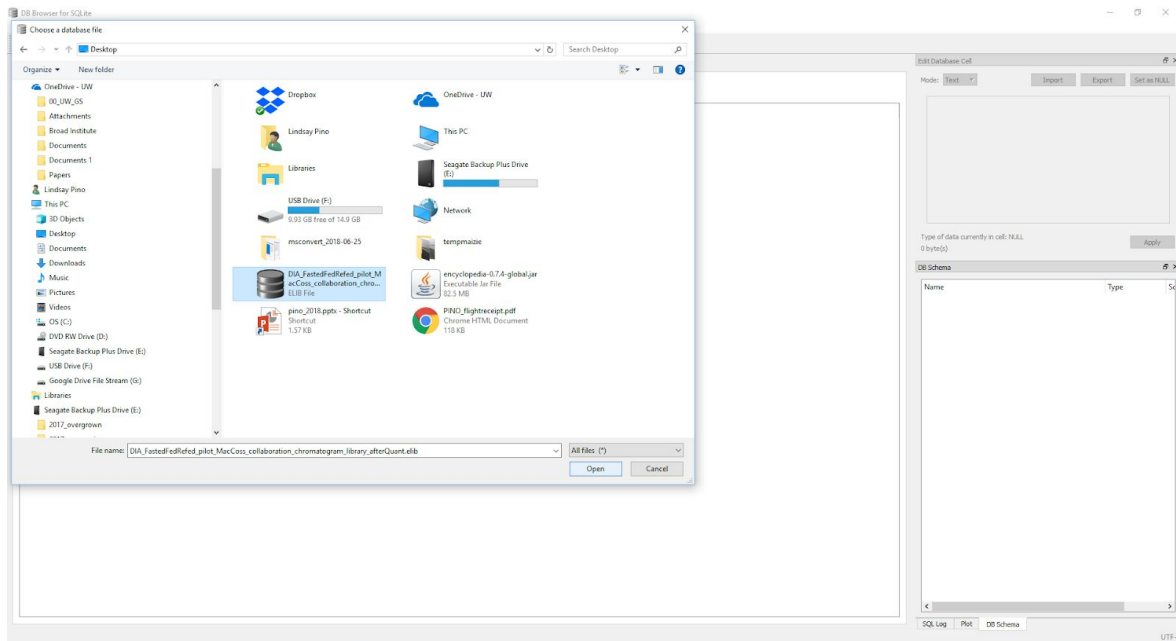 DB Browser for SQLite
Choose a database file
Desktop
Search Desktop
Organize
New folder
OneDrive - UW
00_UW_GS
Attachments
Broad Institute
Documents
Documents 1
Papers
Lindsay Pino
This PC
3D Objects
Desktop
Documents
Downloads
Music
Pictures
Videos
OS (C:)
DVD RW Drive (D:)
Seagate Backup Plus Drive (E:)
USB Drive (F:)
Google Drive File Stream (G:)
Libraries
Seagate Backup Plus Drive (E:)
2017_overgrown
Dropbox
OneDrive - UW
Lindsay Pino
This PC
Libraries
Seagate Backup Plus Drive
(E:)
USB Drive (F:)
9.93 GB free of 14.9 GB
Network
msconvert_2018-06-25
tempmaizie
DIA_FastedFedRefed_pilot_M
acCoss_collaboration_chro...
ELIB File
encyclopedia-0.7.4-global.jar
Executable Jar File
82.5 MB
pino_2018.pptx - Shortcut
Shortcut
1.57 KB
PINO_flightreceipt.pdf
Chrome HTML Document
118 KB
File name:
DIA_FastedFedRefed_pilot_MacCoss_collaboration_chromatogram_library_afterQuant.elib
All files (*)
Open
Cancel
Edit Database Cell
Mode:
Text
Import
Export
Set as NULL
Type of data currently in cell: NULL
0 byte(s)
Apply
DB Schema
Name
Type
SQL Log
Plot
DB Schema